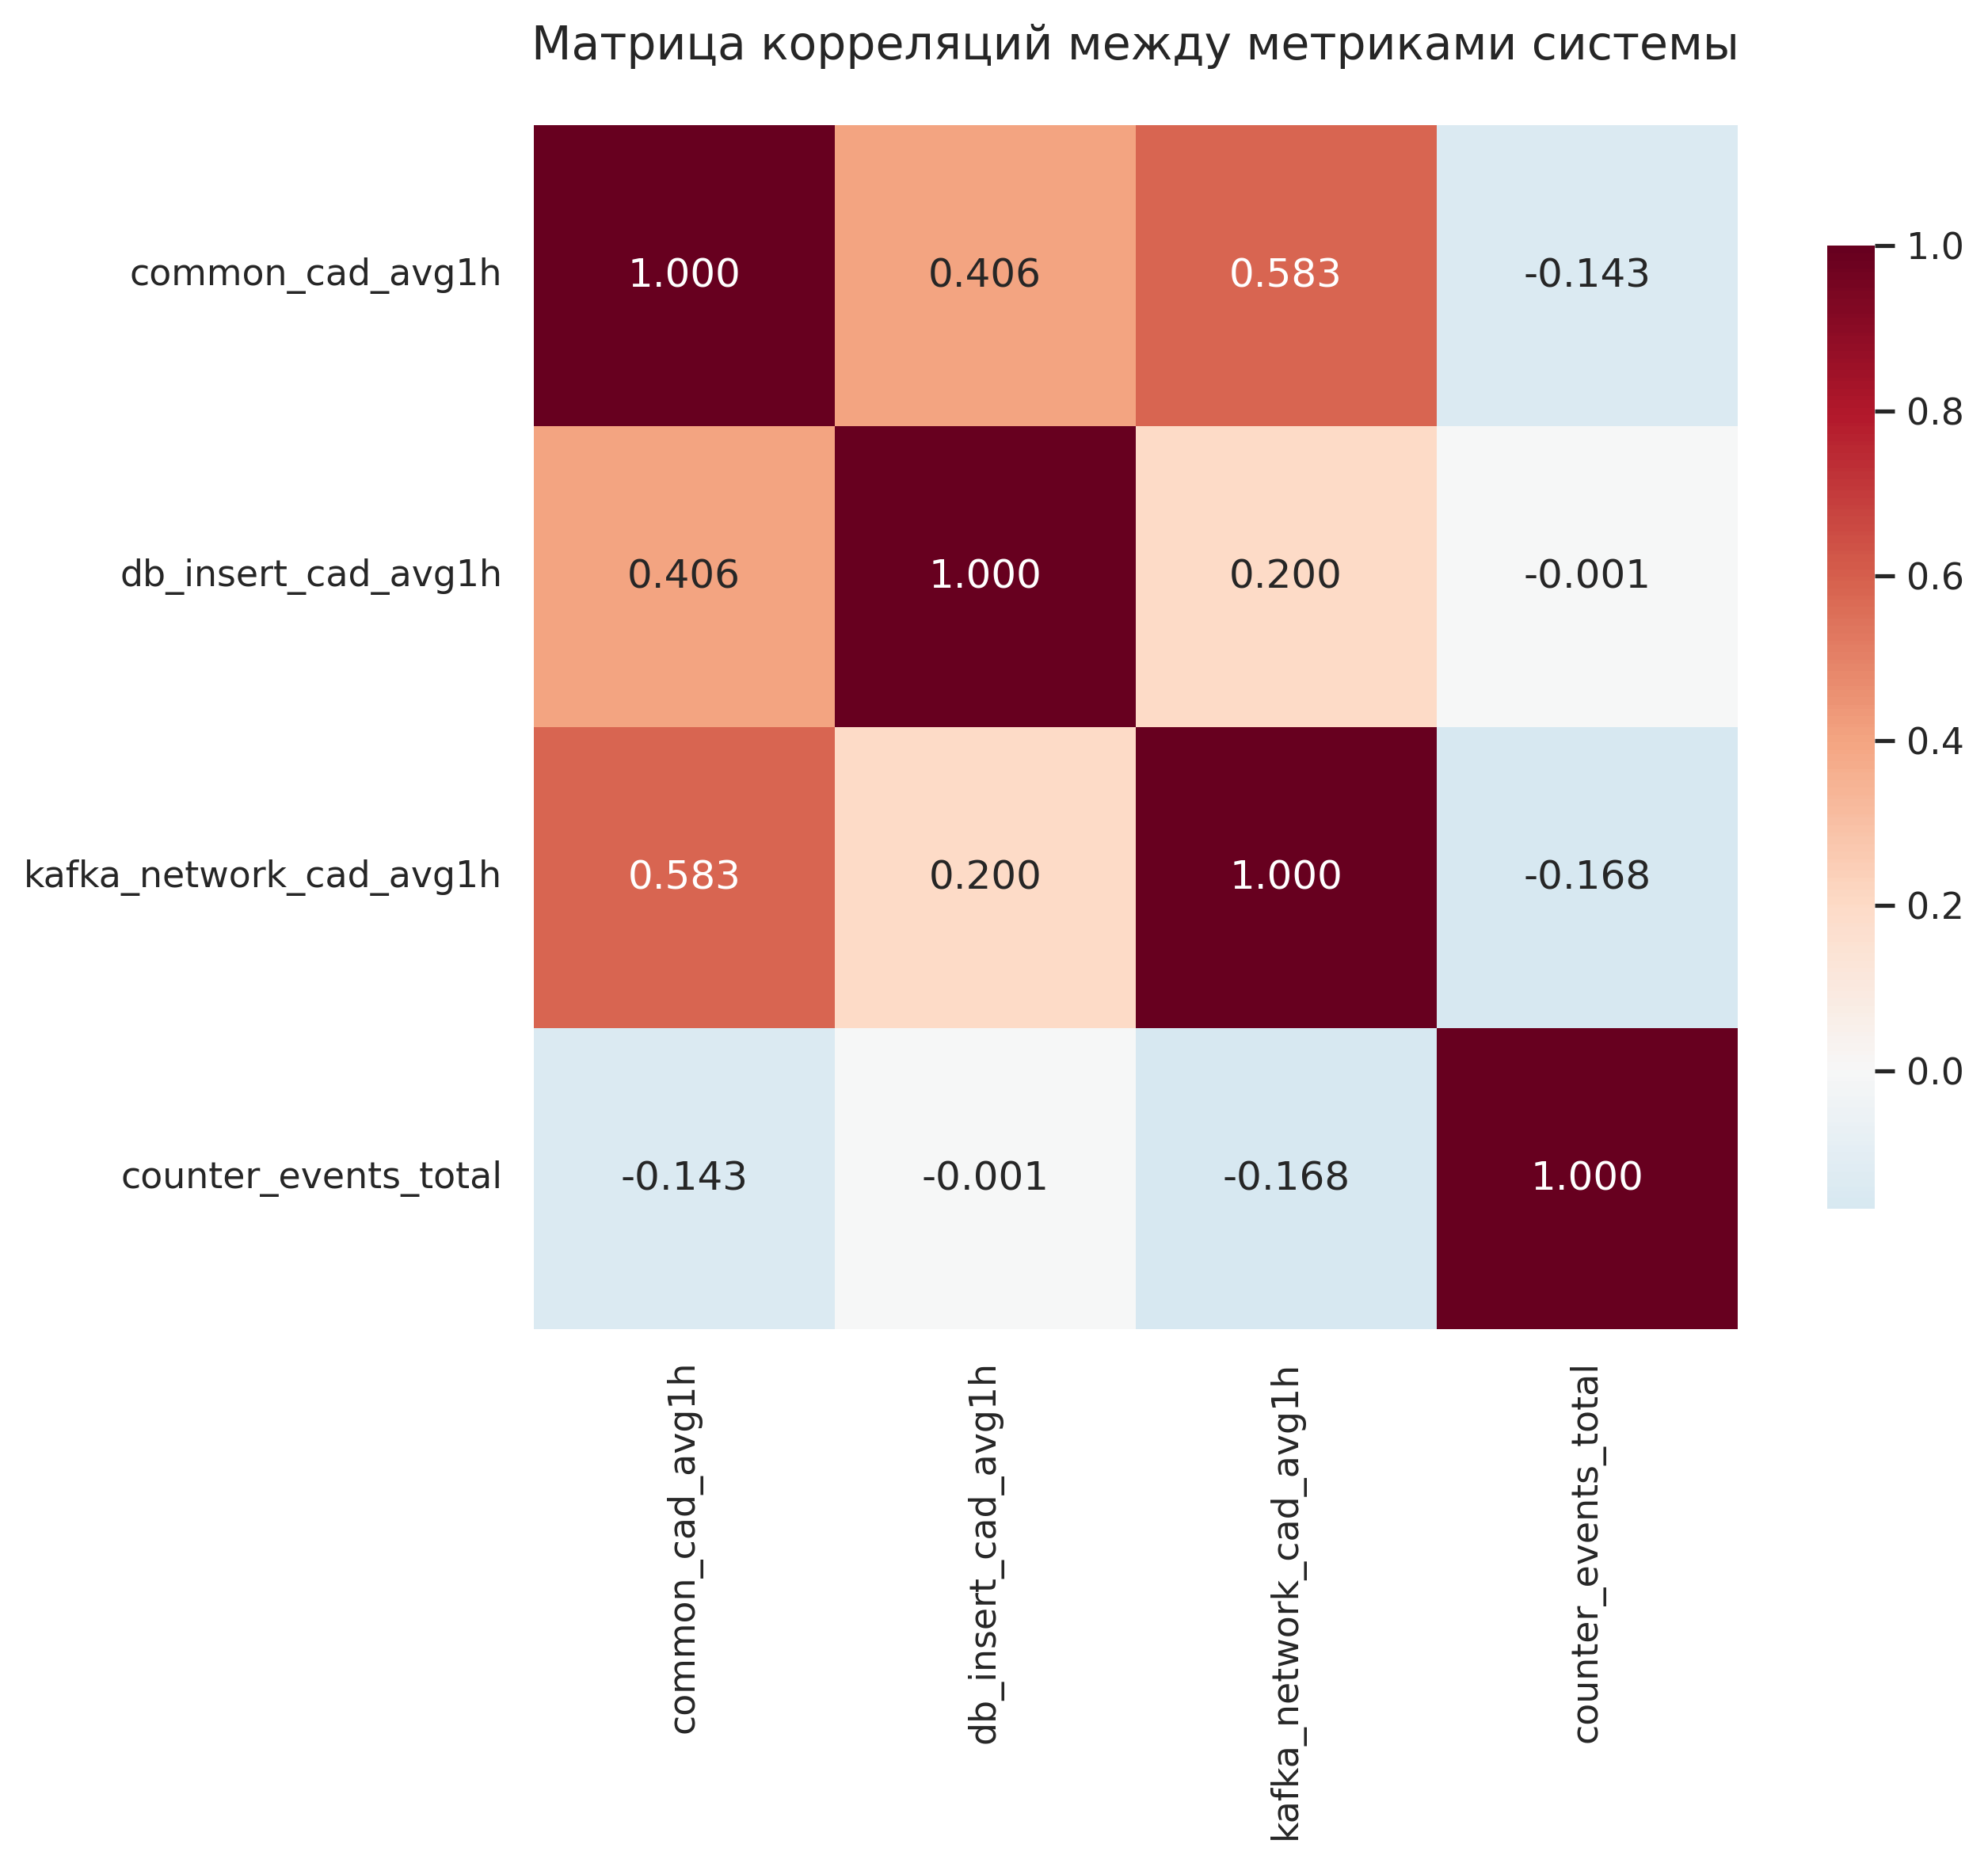 Матрица корреляций между метриками системы
common_cad_avg1h 1.000 0.406 0.583 -0.143
db_insert_cad_avg1h 0.406 1.000 0.200 -0.001
kafka_network_cad_avg1h 0.583 0.200 1.000 -0.168
counter_events_total -0.143 -0.001 -0.168 1.000
common_cad_avg1h
db_insert_cad_avg1h
kafka_network_cad_avg1h
counter_events_total
1.0
0.8
0.6
0.4
0.2
0.0